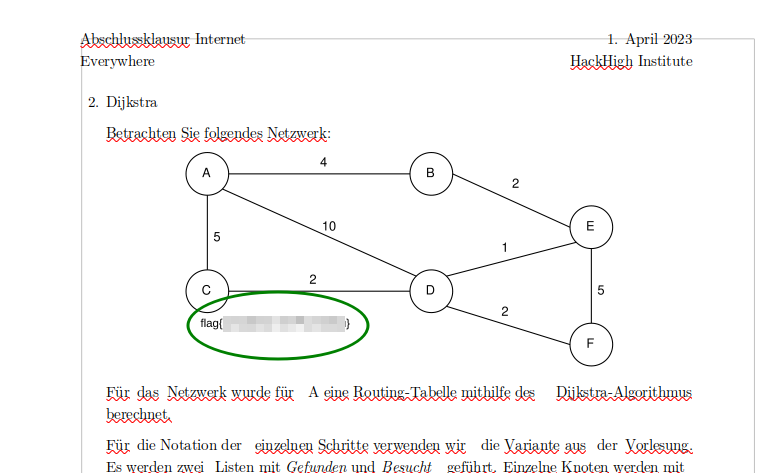 Abschlussklausur Internet 1. April 2023
Everywhere HackHigh Institute
2. Dijkstra
Betrachten Sie folgendes Netzwerk:
4
A B
2
10 E
5 1
2
C D 5
2
flag{ }
F
Für das Netzwerk wurde für A eine Routing-Tabelle mithilfe des Dijkstra-Algorithmus
berechnet.
Für die Notation der einzelnen Schritte verwenden wir die Variante aus der Vorlesung.
Es werden zwei Listen mit Gefunden und Besucht geführt. Einzelne Knoten werden mit